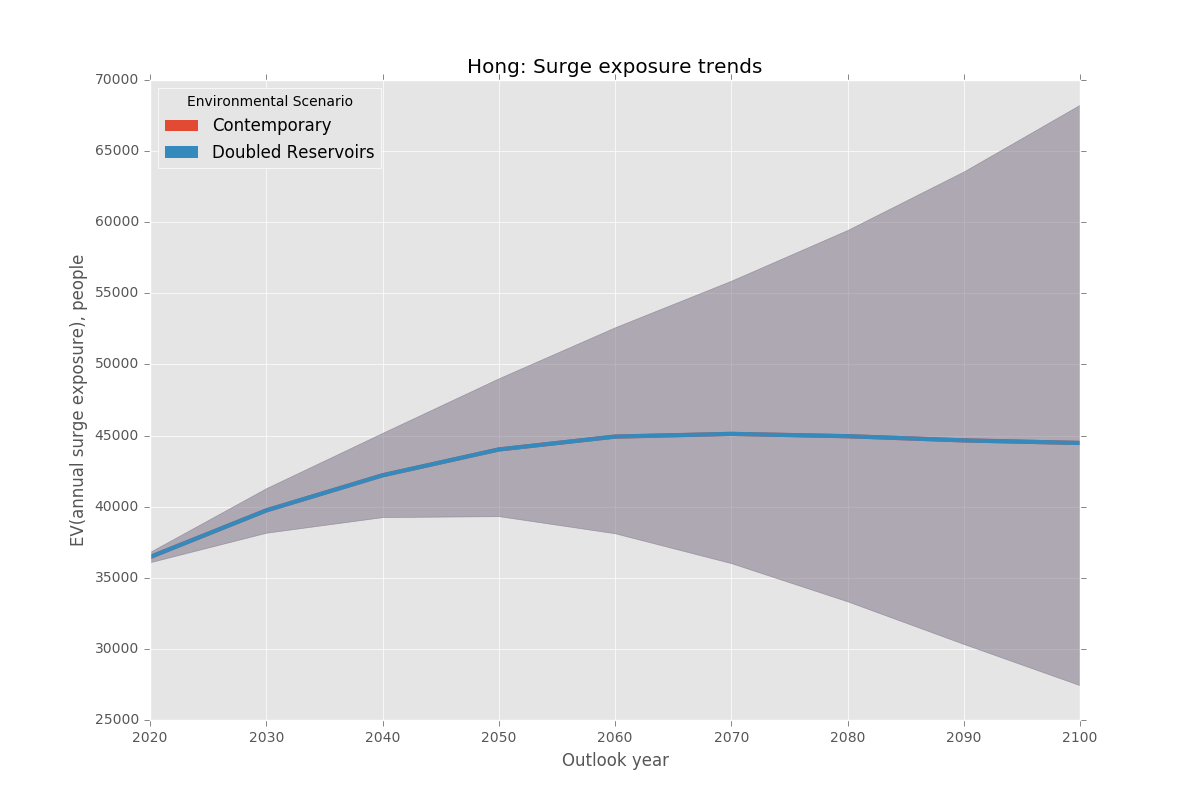 Hong: Surge exposure trends
Environmental Scenario
Contemporary
Doubled Reservoirs
EV(annual surge exposure), people
70000
65000
60000
55000
50000
45000
40000
35000
30000
25000
2020 2030 2040 2050 2060 2070 2080 2090 2100
Outlook year